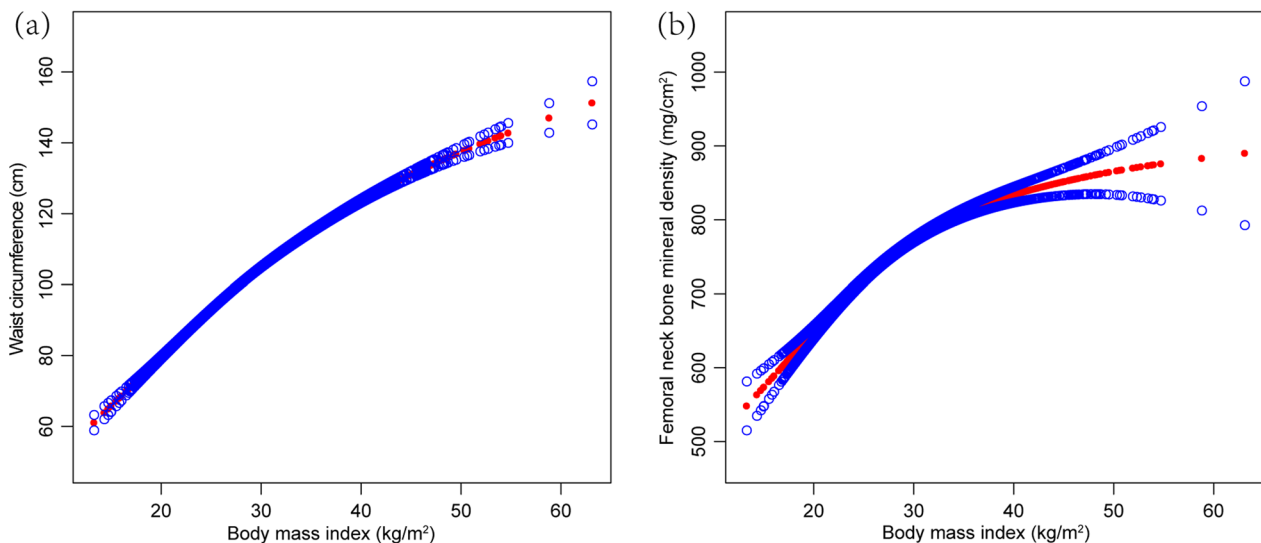 (a)
Waist circumference (cm)
160
140
120
100
80
60
20 30 40 50 60
Body mass index (kg/m²)
(b)
Femoral neck bone mineral density (mg/cm²)
1000
900
800
700
600
500
20 30 40 50 60
Body mass index (kg/m²)